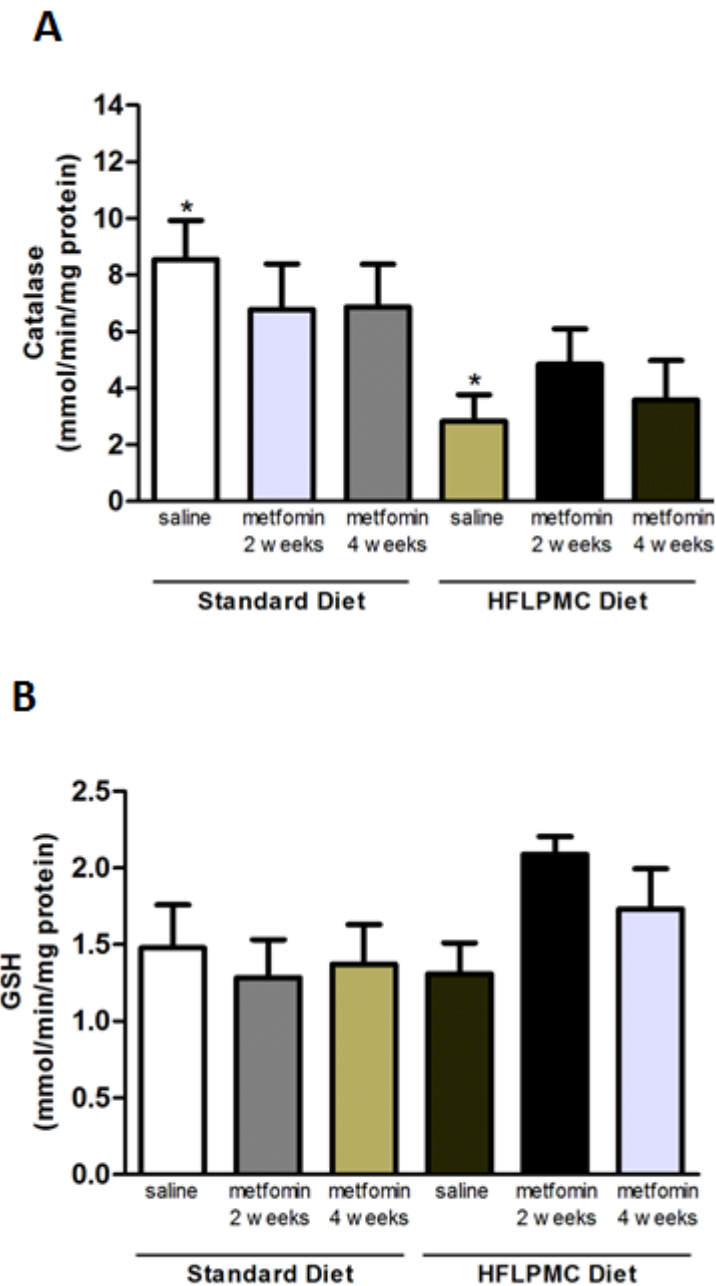 A
14
12
10
8
6
4
2
0
Catalase
(mmol/min/mg protein)
*
*
saline metfomin metfomin saline metfomin metfomin
2 weeks 4 weeks 2 weeks 4 weeks
Standard Diet HFLPMC Diet
B
2.5
2.0
1.5
1.0
0.5
0.0
GSH
(mmol/min/mg protein)
saline metfomin metfomin saline metfomin metfomin
2 weeks 4 weeks 2 weeks 4 weeks
Standard Diet HFLPMC Diet